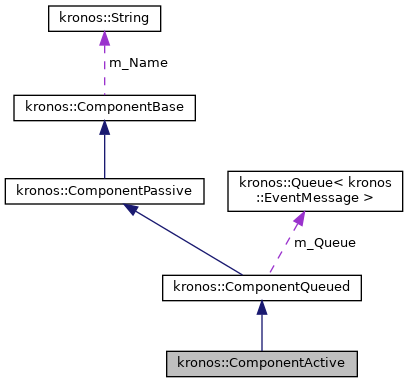 kronos::String
m_Name
kronos::ComponentBase
kronos::ComponentPassive
kronos::Queue< kronos
::EventMessage >
m_Queue
kronos::ComponentQueued
kronos::ComponentActive